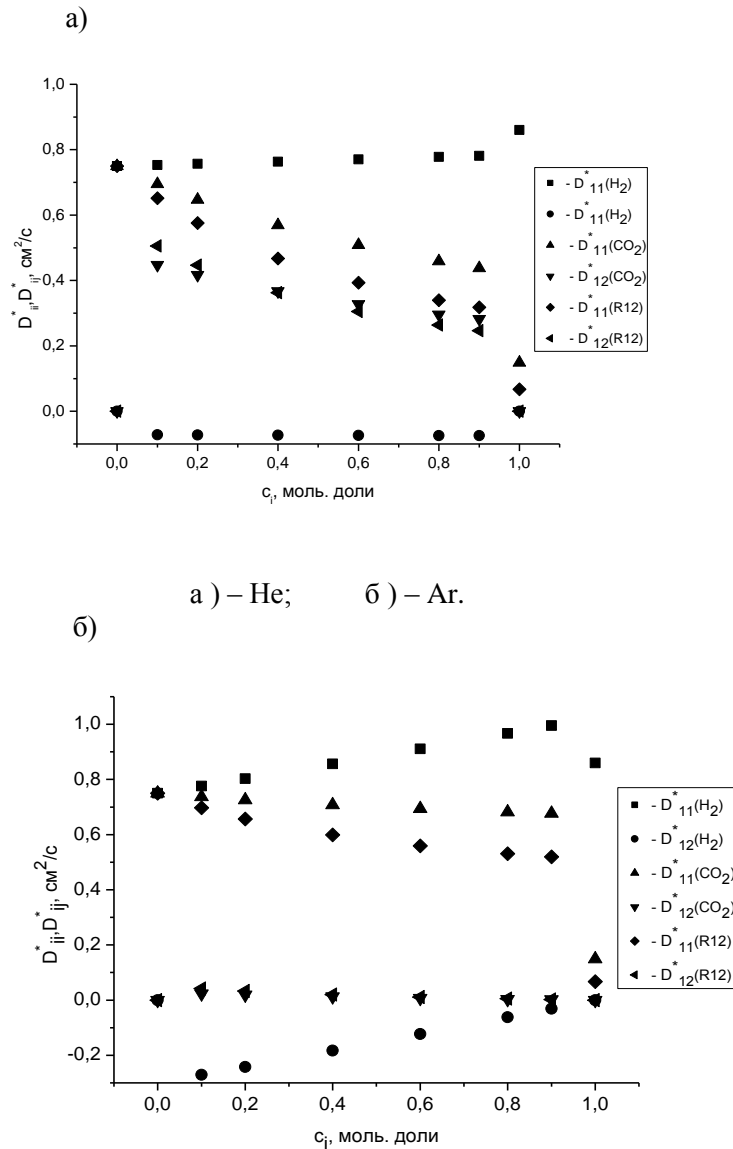 а)
1,0
0,8
0,6
0,4
0,2
0,0
D*ii,D*ij, см2/с
0,0 0,2 0,4 0,6 0,8 1,0
ci, моль. доли
- D*11(H2)
- D*11(H2)
- D*11(CO2)
- D*12(CO2)
- D*11(R12)
- D*12(R12)
а ) – He; б ) – Ar.
б)
1,0
0,8
0,6
0,4
0,2
0,0
-0,2
D*ii,D*ij, см2/с
0,0 0,2 0,4 0,6 0,8 1,0
ci, моль. доли
- D*11(H2)
- D*12(H2)
- D*11(CO2)
- D*12(CO2)
- D*11(R12)
- D*12(R12)